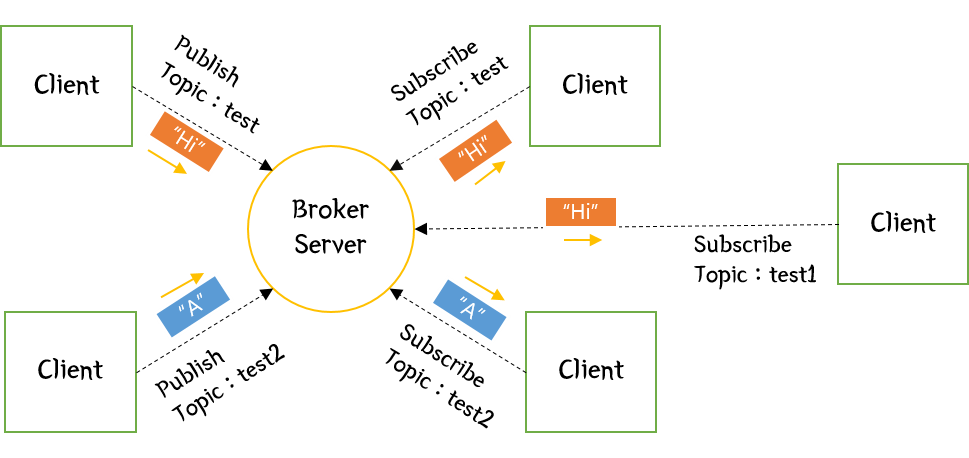 Client
Publish
Topic : test
"Hi"
Subscribe
Topic : test
"Hi"
Client
Broker
Server
"Hi"
Subscribe
Topic : test1
Client
"A"
Publish
Topic : test2
Client
"A"
Subscribe
Topic : test2
Client